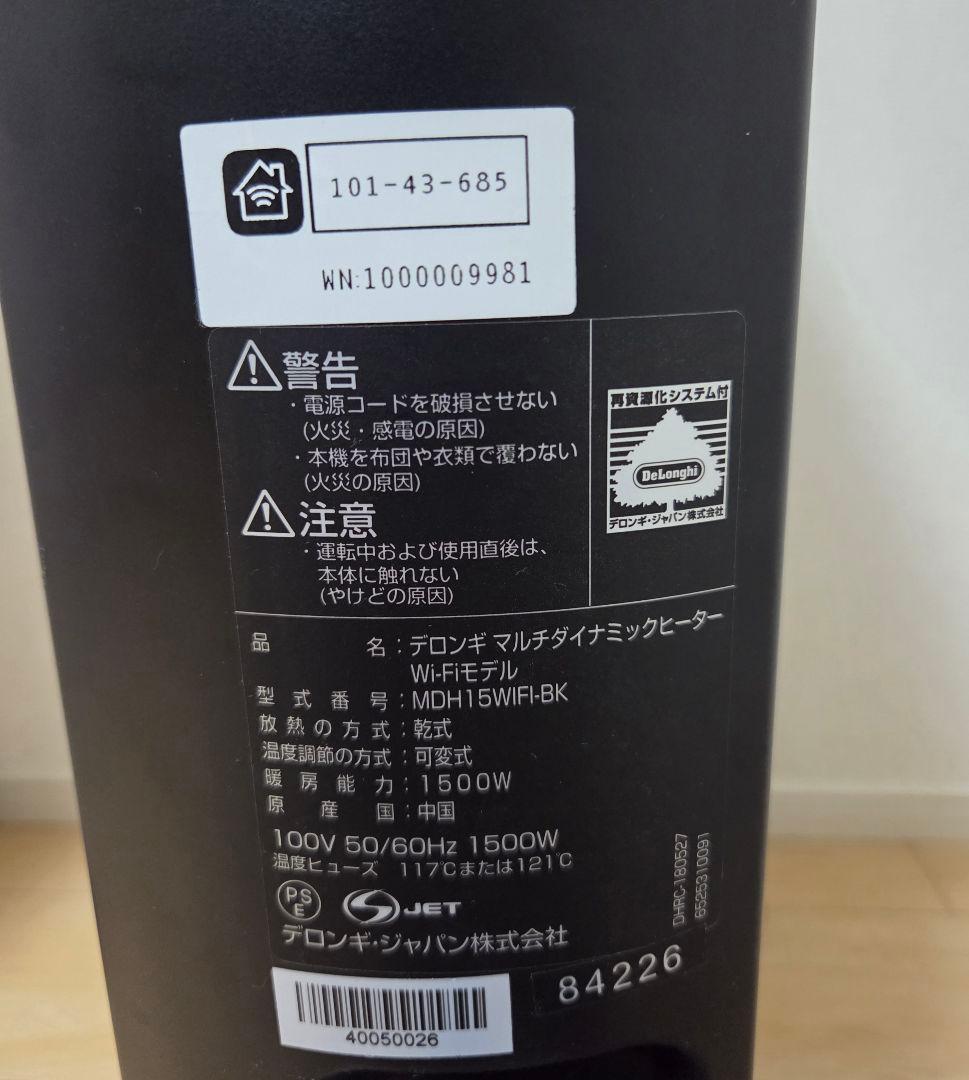 101-43-685
WN:1000009981
警告
・電源コードを破損させない
(火災・感電の原因)
・本機を布団や衣類で覆わない
(火災の原因)
注意
・運転中および使用直後は、
本体に触れない
(やけどの原因)
再資源化システム付
DeLonghi
デロンギ・ジャパン株式会社
品名：デロンギ マルチダイナミックヒーター
Wi-Fiモデル
型式番号：MDH15WIFI-BK
放熱の方式：乾式
温度調節の方式：可変式
暖房能力：1500W
原産国：中国
100V 50/60Hz 1500W
温度ヒューズ 117℃または121℃
PSE
JET
デロンギ・ジャパン株式会社
DHRC-180527
6525310091
40050026
84226